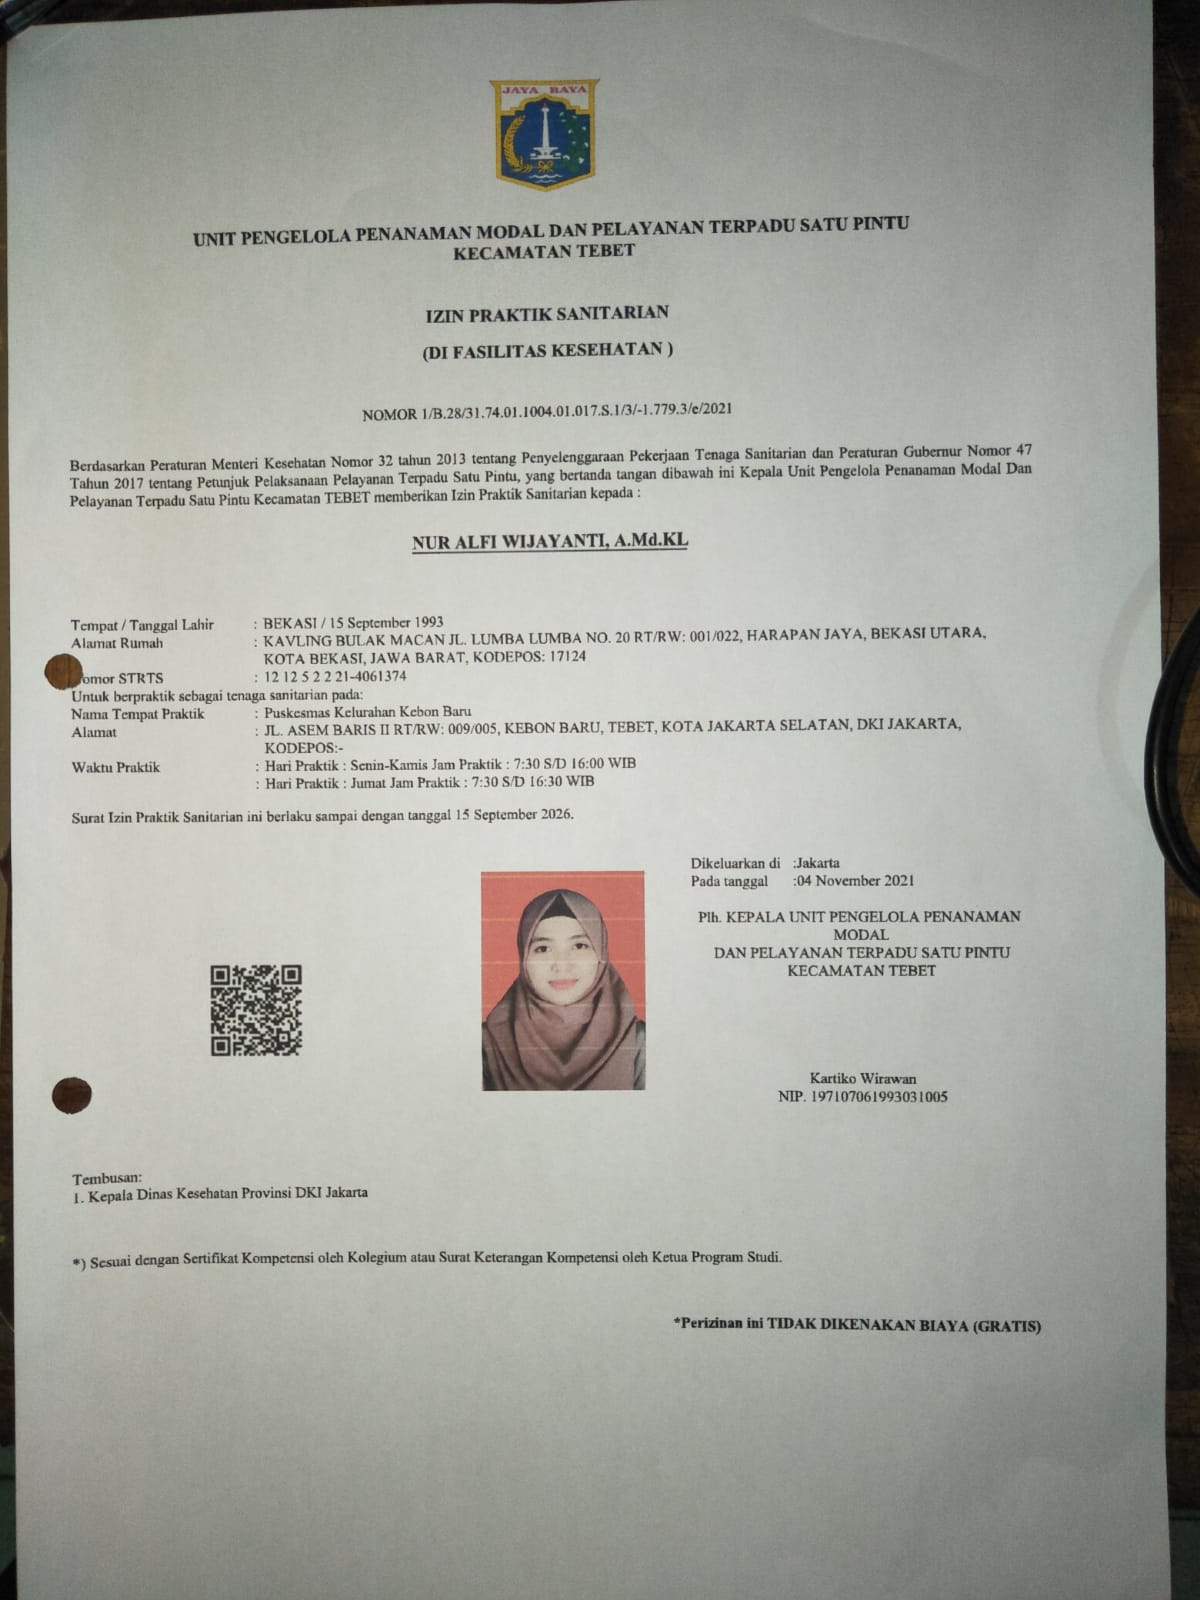 JAYA RAYA
UNIT PENGELOLA PENANAMAN MODAL DAN PELAYANAN TERPADU SATU PINTU
KECAMATAN TEBET
IZIN PRAKTIK SANITARIAN
(DI FASILITAS KESEHATAN )
NOMOR 1/B.28/31.74.01.1004.01.017.S.1/3/-1.779.3/e/2021
Berdasarkan Peraturan Menteri Kesehatan Nomor 32 tahun 2013 tentang Penyelenggaraan Pekerjaan Tenaga Sanitarian dan Peraturan Gubernur Nomor 47
Tahun 2017 tentang Petunjuk Pelaksanaan Pelayanan Terpadu Satu Pintu, yang bertanda tangan dibawah ini Kepala Unit Pengelola Penanaman Modal Dan
Pelayanan Terpadu Satu Pintu Kecamatan TEBET memberikan Izin Praktik Sanitarian kepada :
NUR ALFI WIJAYANTI, A.Md.KL
Tempat / Tanggal Lahir : BEKASI / 15 September 1993
Alamat Rumah : KAVLING BULAK MACAN JL. LUMBA LUMBA NO. 20 RT/RW: 001/022, HARAPAN JAYA, BEKASI UTARA,
KOTA BEKASI, JAWA BARAT, KODEPOS: 17124
omor STRTS : 12 12 5 2 2 21-4061374
Untuk berpraktik sebagai tenaga sanitarian pada:
Nama Tempat Praktik : Puskesmas Kelurahan Kebon Baru
Alamat : JL. ASEM BARIS II RT/RW: 009/005, KEBON BARU, TEBET, KOTA JAKARTA SELATAN, DKI JAKARTA,
KODEPOS:-
Waktu Praktik : Hari Praktik : Senin-Kamis Jam Praktik : 7:30 S/D 16:00 WIB
: Hari Praktik : Jumat Jam Praktik : 7:30 S/D 16:30 WIB
Surat Izin Praktik Sanitarian ini berlaku sampai dengan tanggal 15 September 2026.
Dikeluarkan di :Jakarta
Pada tanggal :04 November 2021
Plh. KEPALA UNIT PENGELOLA PENANAMAN
MODAL
DAN PELAYANAN TERPADU SATU PINTU
KECAMATAN TEBET
Kartiko Wirawan
NIP. 197107061993031005
Tembusan:
1. Kepala Dinas Kesehatan Provinsi DKI Jakarta
*) Sesuai dengan Sertifikat Kompetensi oleh Kolegium atau Surat Keterangan Kompetensi oleh Ketua Program Studi.
*Perizinan ini TIDAK DIKENAKAN BIAYA (GRATIS)